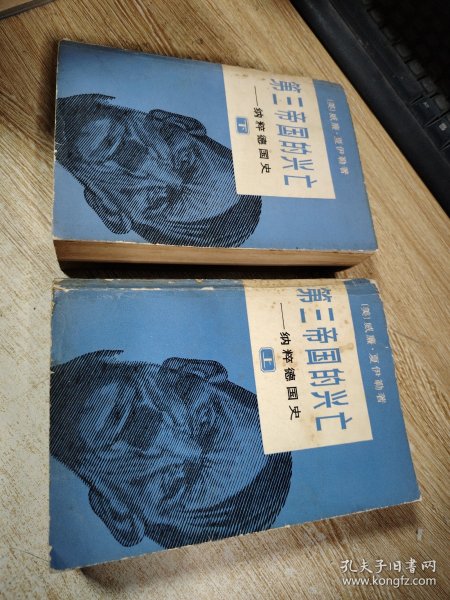 [美]威廉·夏伊勒著
第三帝国的兴亡
——纳粹德国史
下
[美]威廉·夏伊勒著
第三帝国的兴亡
——纳粹德国史
上
孔夫子旧书网
www.kongfz.com